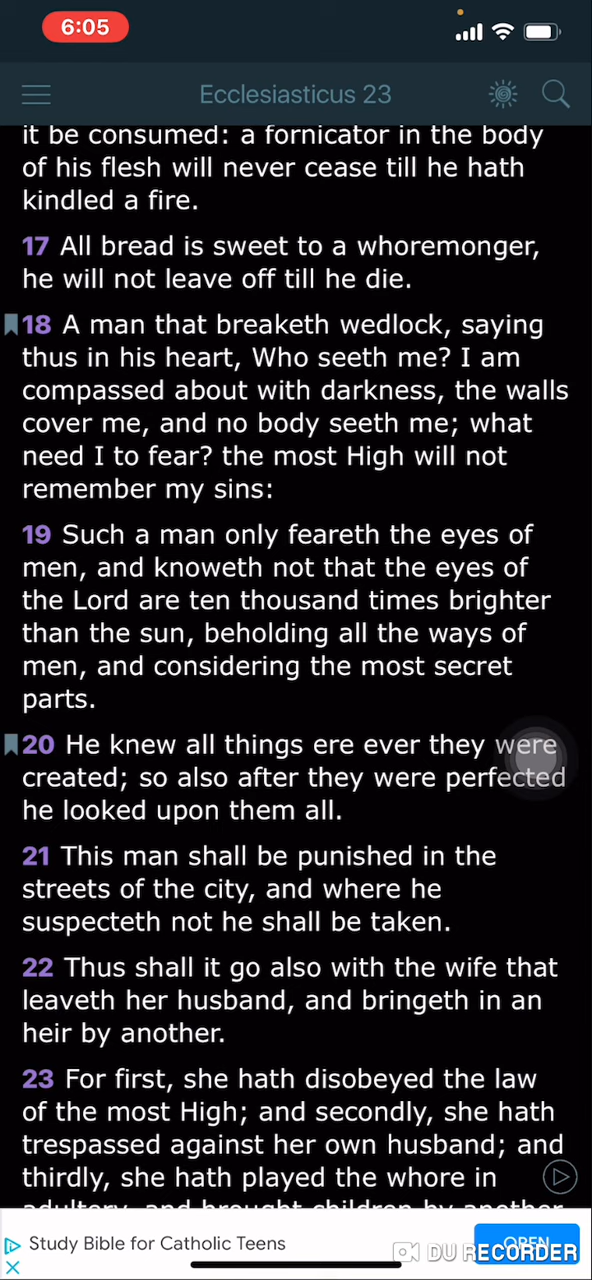 6:05
Ecclesiasticus 23
it be consumed: a fornicator in the body
of his flesh will never cease till he hath
kindled a fire.
17 All bread is sweet to a whoremonger,
he will not leave off till he die.
18 A man that breaketh wedlock, saying
thus in his heart, Who seeth me? I am
compassed about with darkness, the walls
cover me, and no body seeth me; what
need I to fear? the most High will not
remember my sins:
19 Such a man only feareth the eyes of
men, and knoweth not that the eyes of
the Lord are ten thousand times brighter
than the sun, beholding all the ways of
men, and considering the most secret
parts.
20 He knew all things ere ever they were
created; so also after they were perfected
he looked upon them all.
21 This man shall be punished in the
streets of the city, and where he
suspecteth not he shall be taken.
22 Thus shall it go also with the wife that
leaveth her husband, and bringeth in an
heir by another.
23 For first, she hath disobeyed the law
of the most High; and secondly, she hath
trespassed against her own husband; and
thirdly, she hath played the whore in
adultery, and brought children by another
Study Bible for Catholic Teens
OPEN
DU RECORDER